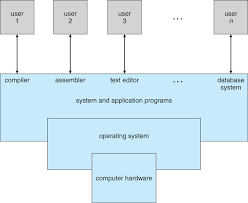 user
1
user
2
user
3
...
user
n
compiler
assembler
text editor
...
database
system
system and application programs
operating system
computer hardware